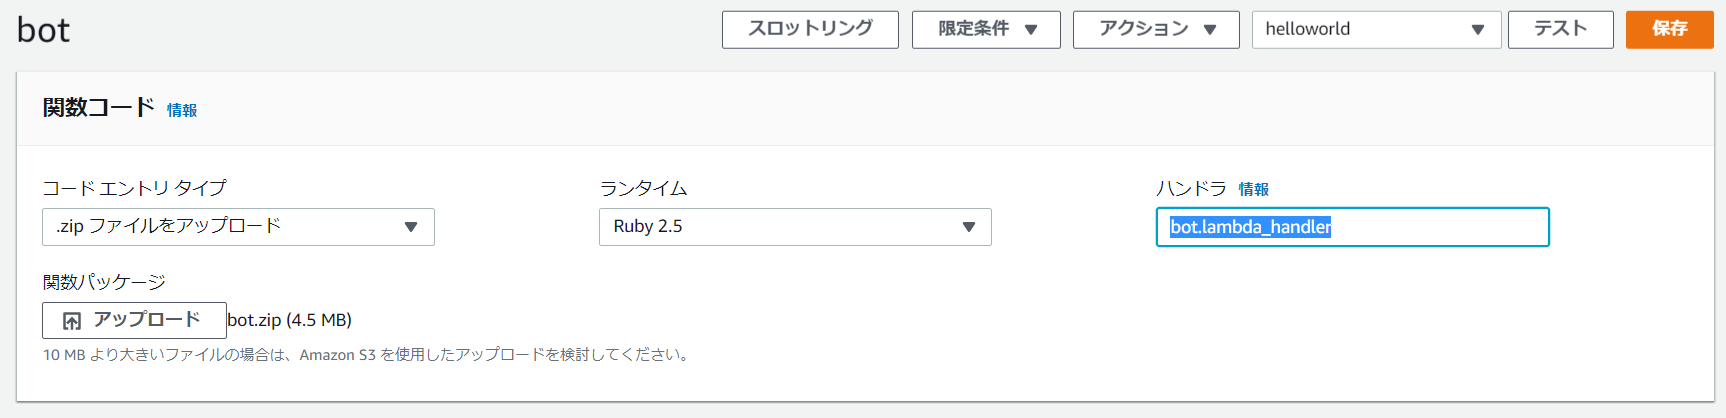 bot
スロットリング 限定条件 アクション helloworld テスト 保存
関数コード 情報
コード エントリ タイプ ランタイム ハンドラ 情報
.zip ファイルをアップロード Ruby 2.5 bot.lambda_handler
関数パッケージ
アップロード bot.zip (4.5 MB)
10 MB より大きいファイルの場合は、Amazon S3 を使用したアップロードを検討してください。